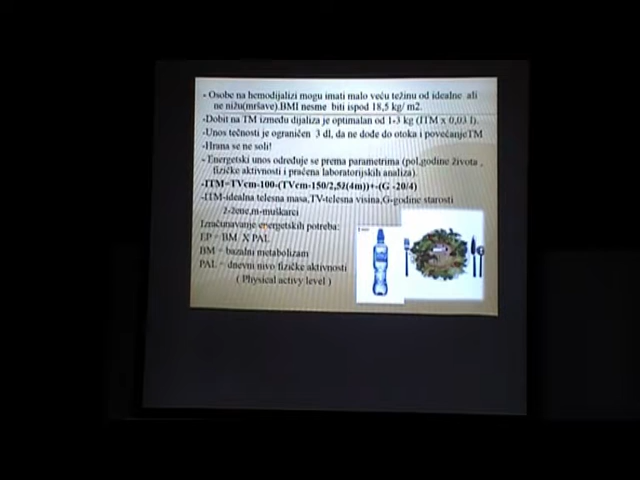 - Osobe na hemodijalizi mogu imati malo veću težinu od idealne ali
ne nižu(mršave).BMI nesme biti ispod 18,5 kg/ m2.
-Dobit na TM između dijaliza je optimalan od 1-3 kg (ITM x 0,03 l).
-Unos tečnosti je ograničen 3 dl, da ne dođe do otoka i povećanjeTM
-Hrana se ne soli!
- Energetski unos određuje se prema parametrima (pol,godine života ,
fizičke aktivnosti i praćena laboratorijskih analiza).
-ITM=TVcm-100-(TVcm-150/2,5ž(4m))+-(G -20/4)
-ITM-idealna telesna masa,TV-telesna visina,G-godine starosti
2-žene,m-muškarci
Izračunavanje energetskih potreba:
EP = BM X PAL
BM = bazalni metabolizam
PAL = dnevni nivo fizičke aktivnosti
( Physical activy level )